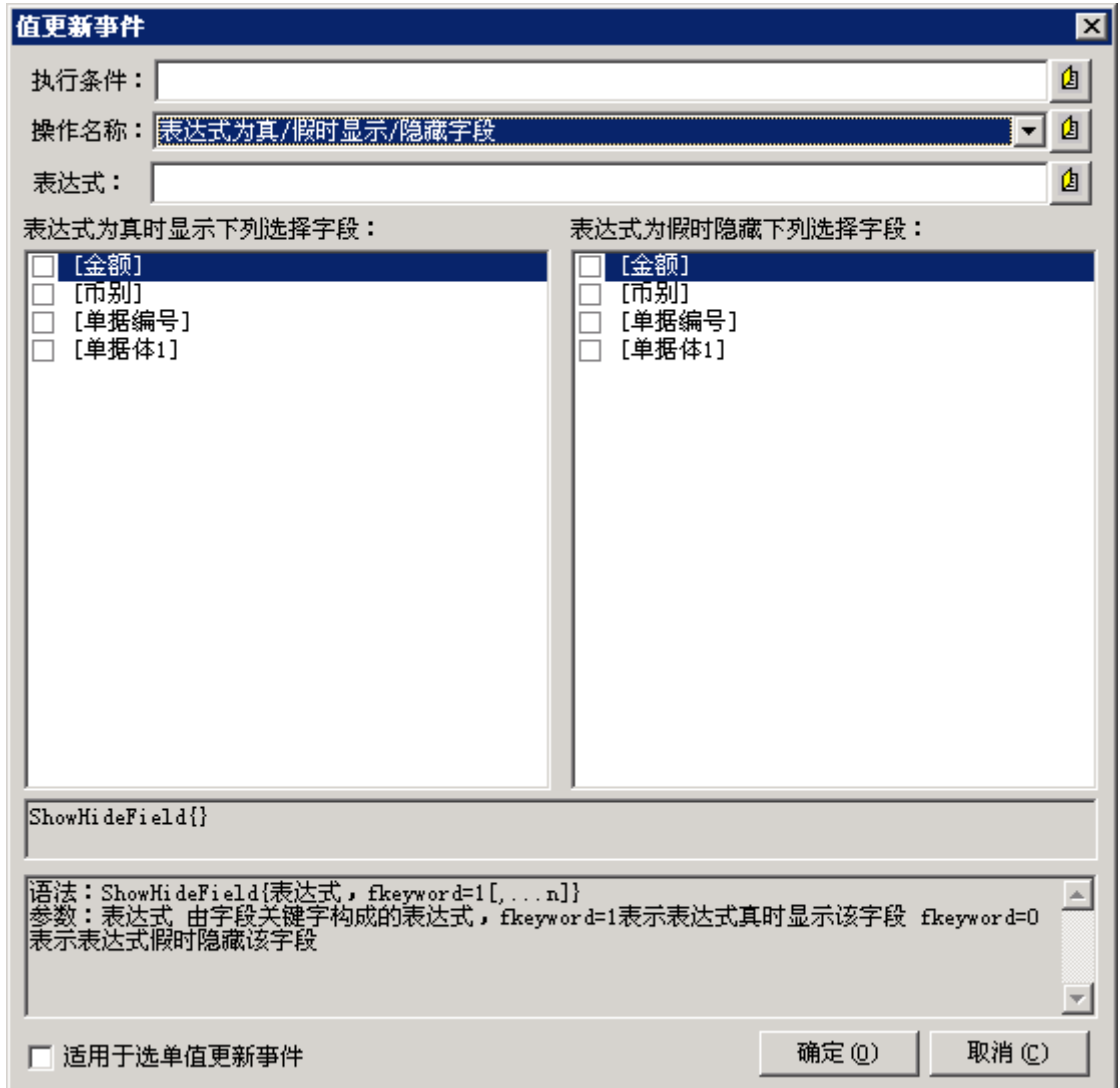 值更新事件
执行条件：
操作名称： 表达式为真/假时显示/隐藏字段
表达式：
表达式为真时显示下列选择字段： 表达式为假时隐藏下列选择字段：
[金额] [金额]
[币别] [币别]
[单据编号] [单据编号]
[单据体1] [单据体1]
ShowHideField{}
语法：ShowHideField{表达式，fkeyword=1[,...n]}
参数：表达式 由字段关键字构成的表达式，fkeyword=1表示表达式真时显示该字段 fkeyword=0
表示表达式假时隐藏该字段
适用于选单值更新事件 确定(O) 取消(C)